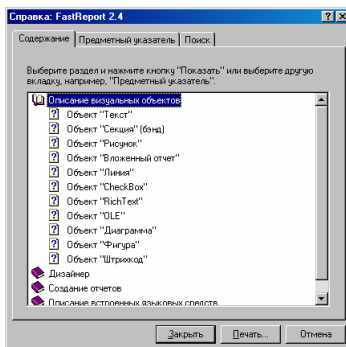 Справка: FastReport 2.4
Содержание Предметный указатель Поиск
Выберите раздел и нажмите кнопку "Показать" или выберите другую
вкладку, например, "Предметный указатель".
Описание визуальных объектов
Объект "Текст"
Объект "Секция" (бэнд)
Объект "Рисунок"
Объект "Вложенный отчет"
Объект "Линия"
Объект "CheckBox"
Объект "RichText"
Объект "OLE"
Объект "Диаграмма"
Объект "Фигура"
Объект "Штрихкод"
Дизайнер
Создание отчетов
Описание встроенных языковых средств
Закрыть Печать... Отмена